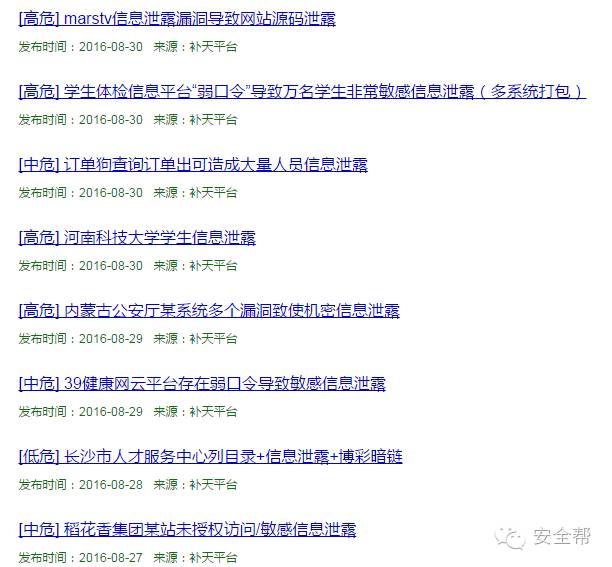 [高危] marstv信息泄露漏洞导致网站源码泄露
发布时间：2016-08-30 来源：补天平台
[高危] 学生体检信息平台“弱口令”导致万名学生非常敏感信息泄露（多系统打包）
发布时间：2016-08-30 来源：补天平台
[中危] 订单狗查询订单出可造成大量人员信息泄露
发布时间：2016-08-30 来源：补天平台
[高危] 河南科技大学学生信息泄露
发布时间：2016-08-30 来源：补天平台
[高危] 内蒙古公安厅某系统多个漏洞致使机密信息泄露
发布时间：2016-08-29 来源：补天平台
[中危] 39健康网云平台存在弱口令导致敏感信息泄露
发布时间：2016-08-29 来源：补天平台
[低危] 长沙市人才服务中心列目录+信息泄露+博彩暗链
发布时间：2016-08-28 来源：补天平台
[中危] 稻花香集团某站未授权访问/敏感信息泄露
发布时间：2016-08-27 来源：补天平台
安全帮